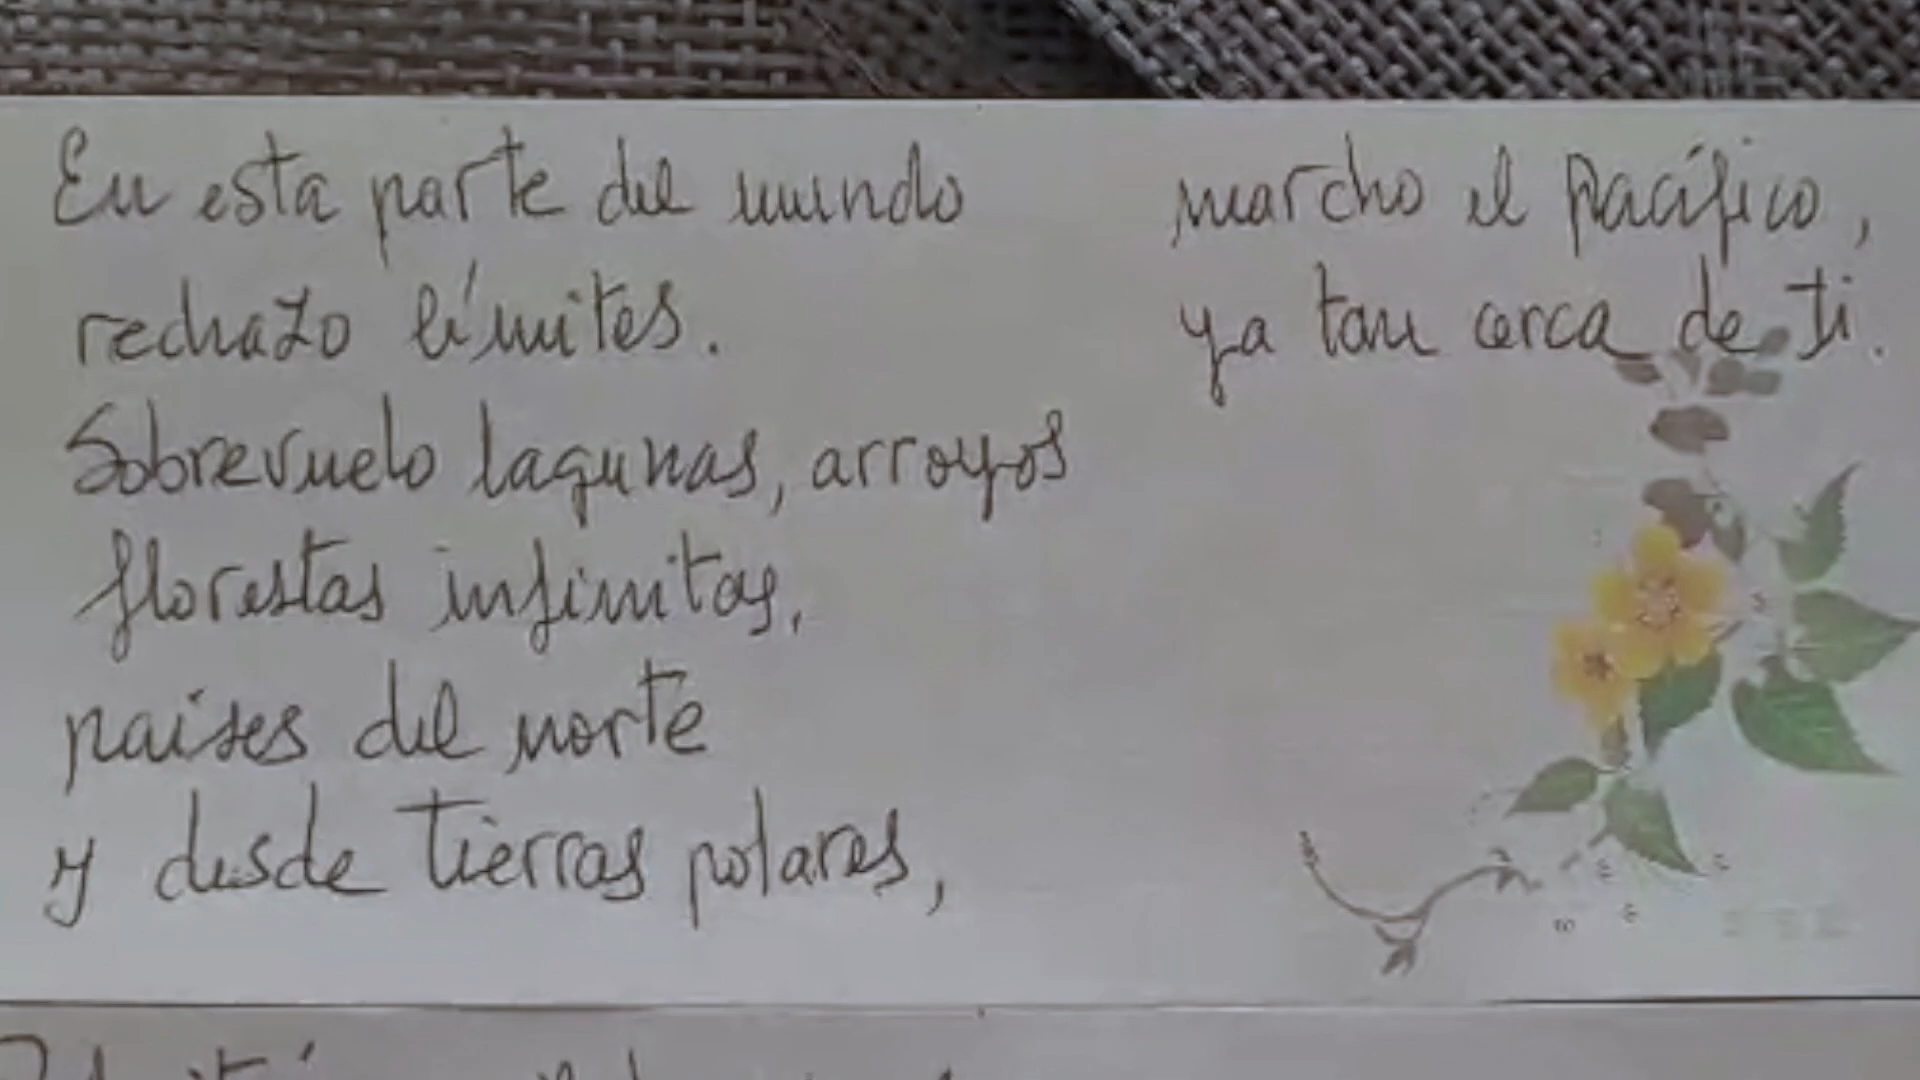 En esta parte del mundo
rechazo límites.
Sobrevuelo lagunas, arroyos
florestas infinitas,
paises del norte
y desde tierras polares,
marcho el pacífico,
ya tan cerca de ti.